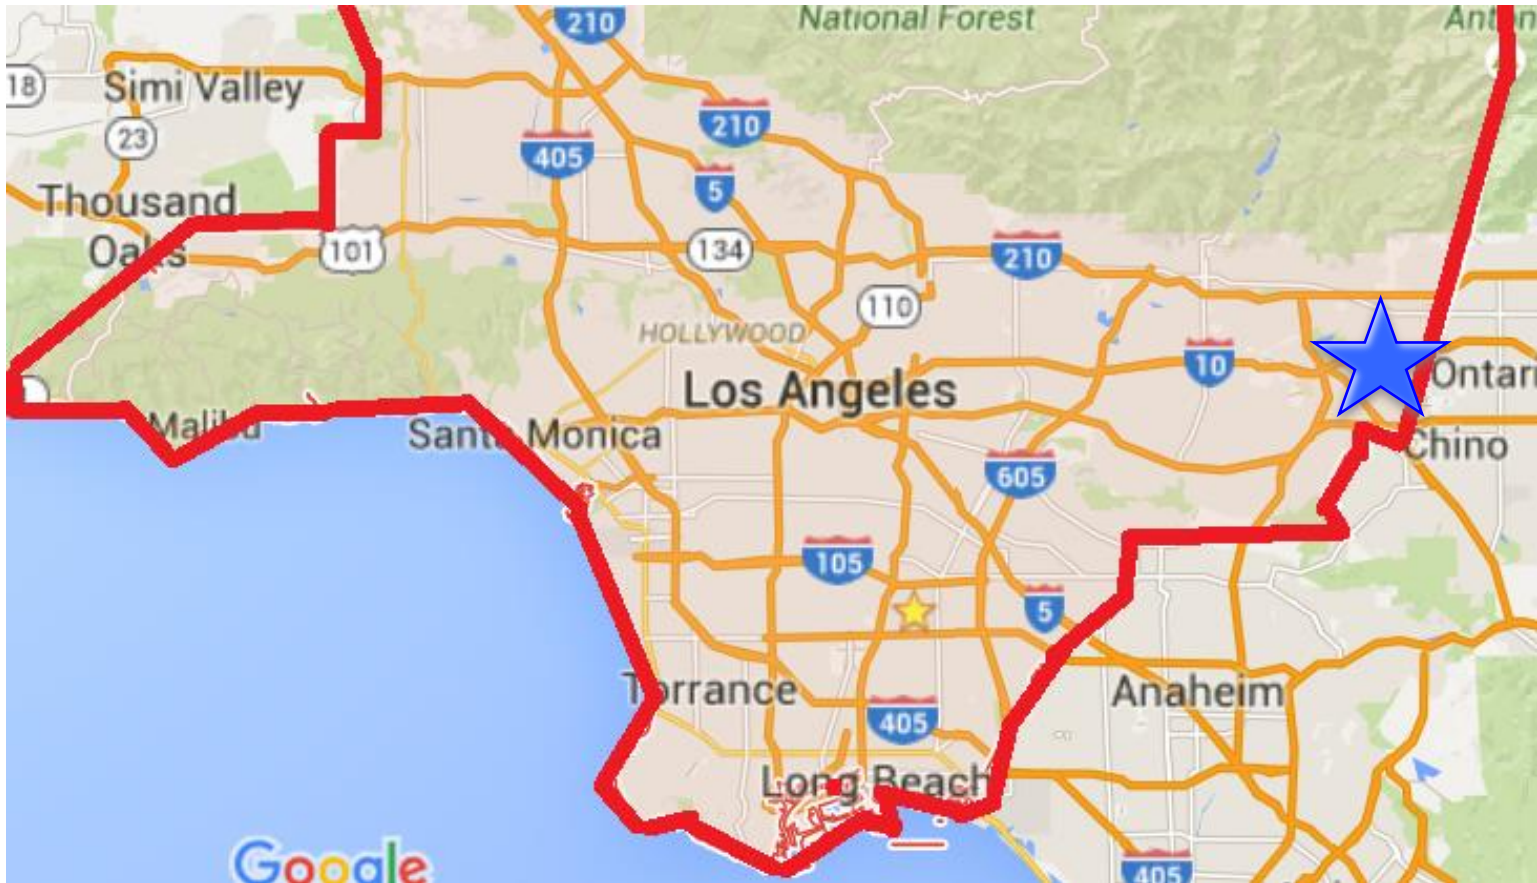 210
National Forest
18
Simi Valley
23
405
210
5
Thousand
Oaks
101
134
210
110
HOLLYWOOD
10
Los Angeles
Malibu
Santa Monica
Chino
605
105
5
Torrance
Anaheim
405
Long Beach
Google
405